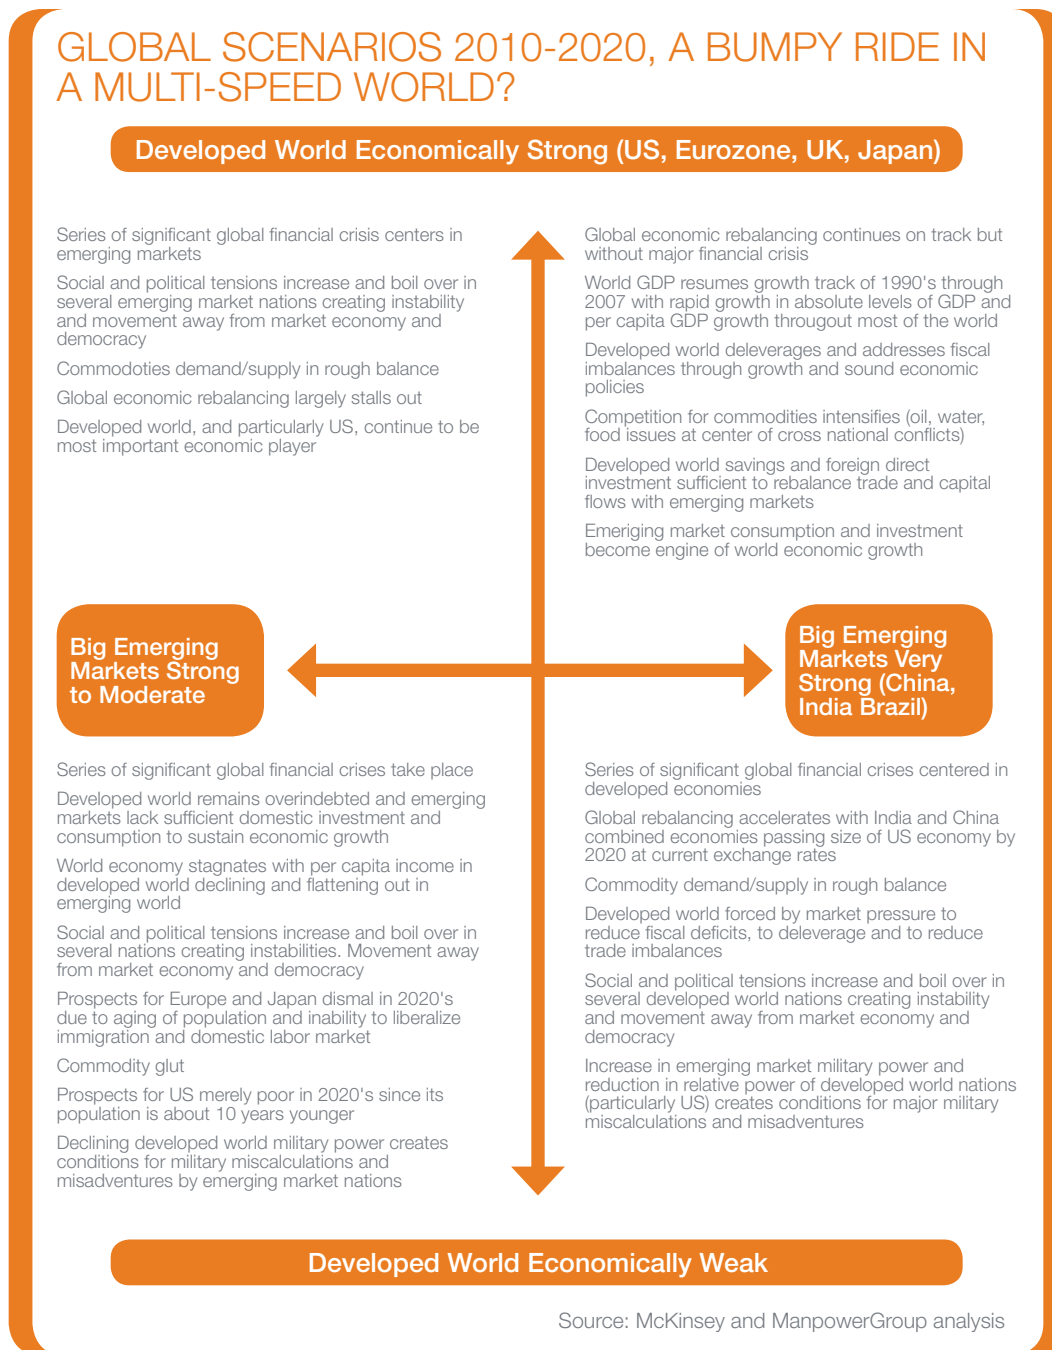 GLOBAL SCENARIOS 2010-2020, A BUMPY RIDE IN
A MULTI-SPEED WORLD?
Developed World Economically Strong (US, Eurozone, UK, Japan)
Series of significant global financial crisis centers in
emerging markets
Social and political tensions increase and boil over in
several emerging market nations creating instability
and movement away from market economy and
democracy
Commodoties demand/supply in rough balance
Global economic rebalancing largely stalls out
Developed world, and particularly US, continue to be
most important economic player
Global economic rebalancing continues on track but
without major financial crisis
World GDP resumes growth track of 1990's through
2007 with rapid growth in absolute levels of GDP and
per capita GDP growth througout most of the world
Developed world deleverages and addresses fiscal
imbalances through growth and sound economic
policies
Competition for commodities intensifies (oil, water,
food issues at center of cross national conflicts)
Developed world savings and foreign direct
investment sufficient to rebalance trade and capital
flows with emerging markets
Emeriging market consumption and investment
become engine of world economic growth
Big Emerging
Markets Strong
to Moderate
Big Emerging
Markets Very
Strong (China,
India Brazil)
Series of significant global financial crises take place
Developed world remains overindebted and emerging
markets lack sufficient domestic investment and
consumption to sustain economic growth
World economy stagnates with per capita income in
developed world declining and flattening out in
emerging world
Social and political tensions increase and boil over in
several nations creating instabilities. Movement away
from market economy and democracy
Prospects for Europe and Japan dismal in 2020's
due to aging of population and inability to liberalize
immigration and domestic labor market
Commodity glut
Prospects for US merely poor in 2020's since its
population is about 10 years younger
Declining developed world military power creates
conditions for military miscalculations and
misadventures by emerging market nations
Series of significant global financial crises centered in
developed economies
Global rebalancing accelerates with India and China
combined economies passing size of US economy by
2020 at current exchange rates
Commodity demand/supply in rough balance
Developed world forced by market pressure to
reduce fiscal deficits, to deleverage and to reduce
trade imbalances
Social and political tensions increase and boil over in
several developed world nations creating instability
and movement away from market economy and
democracy
Increase in emerging market military power and
reduction in relative power of developed world nations
(particularly US) creates conditions for major military
miscalculations and misadventures
Developed World Economically Weak
Source: McKinsey and ManpowerGroup analysis